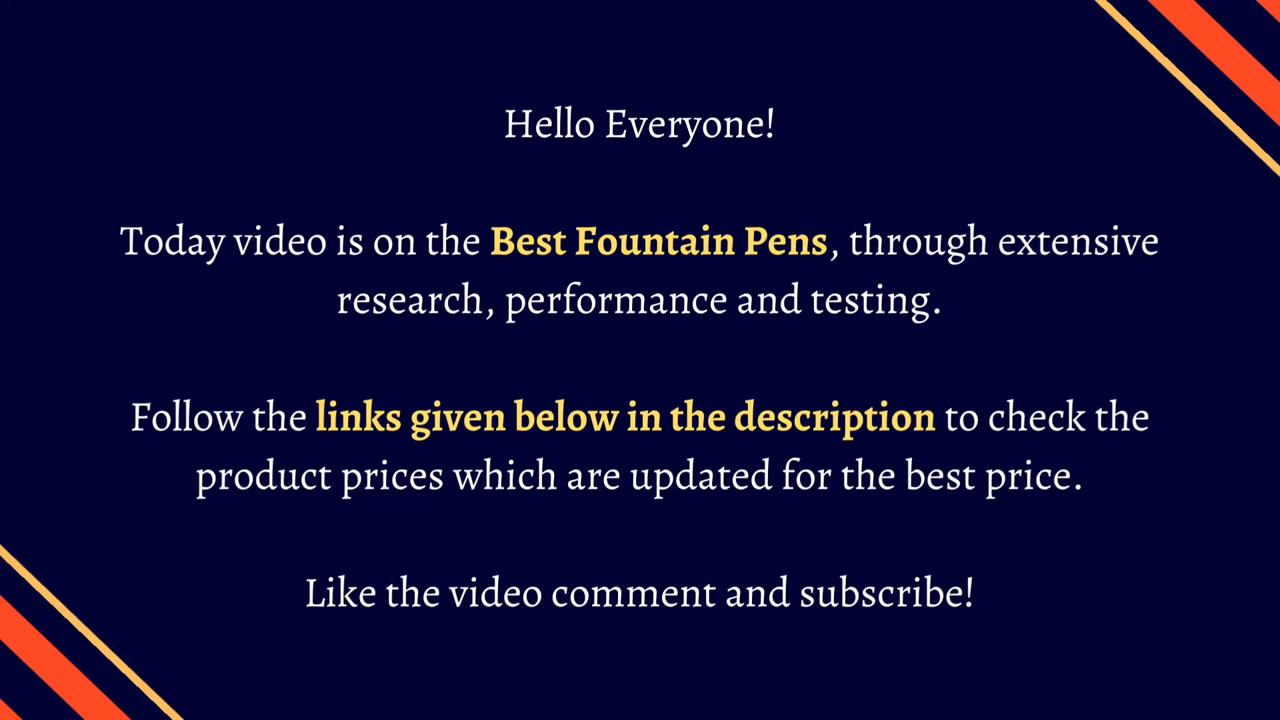 Hello Everyone!
Today video is on the Best Fountain Pens, through extensive
research, performance and testing.
Follow the links given below in the description to check the
product prices which are updated for the best price.
Like the video comment and subscribe!